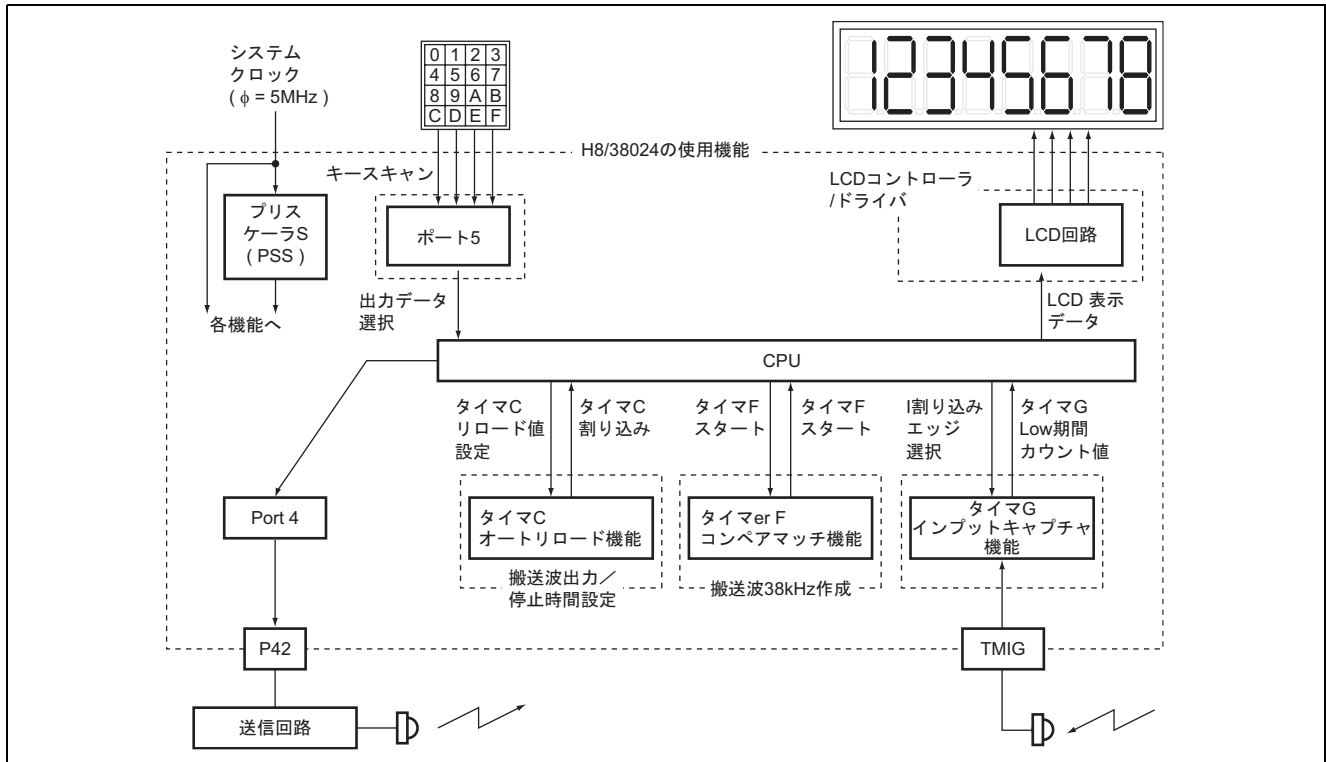 システム
クロック
( φ = 5MHz )
0 1 2 3
4 5 6 7
8 9 A B
C D E F
12345678
H8/38024の使用機能
キースキャン
LCDコントローラ
/ドライバ
プリス
ケーラS
( PSS )
ポート5
LCD回路
出力データ
選択
LCD 表示
データ
各機能へ
CPU
タイマC
リロード値
設定
タイマC
割り込み
タイマF
スタート
タイマF
スタート
I割り込み
エッジ
選択
タイマG
Low期間
カウント値
Port 4
タイマC
オートリロード機能
タイマer F
コンペアマッチ機能
タイマG
インプットキャプチャ
機能
搬送波出力／
停止時間設定
搬送波38kHz作成
P42
TMIG
送信回路